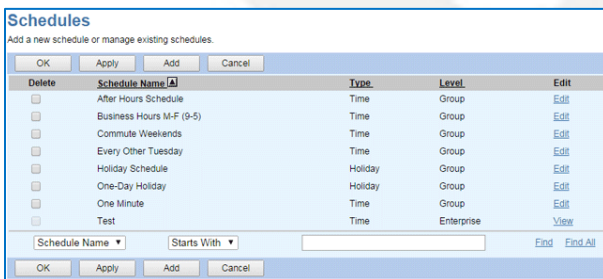 Schedules
Add a new schedule or manage existing schedules.
OK Apply Add Cancel
Delete Schedule Name Type Level Edit
After Hours Schedule Time Group Edit
Business Hours M-F (9-5) Time Group Edit
Commute Weekends Time Group Edit
Every Other Tuesday Time Group Edit
Holiday Schedule Holiday Group Edit
One-Day Holiday Holiday Group Edit
One Minute Time Group Edit
Test Time Enterprise View
Schedule Name Starts With Find Find All
OK Apply Add Cancel